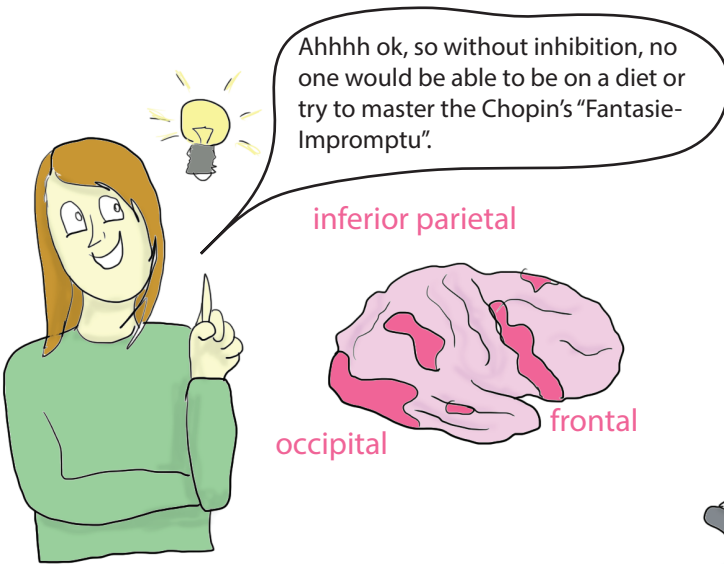 Ahhhh ok, so without inhibition, no
one would be able to be on a diet or
try to master the Chopin's “Fantasie-
Impromptu”.
inferior parietal
frontal
occipital